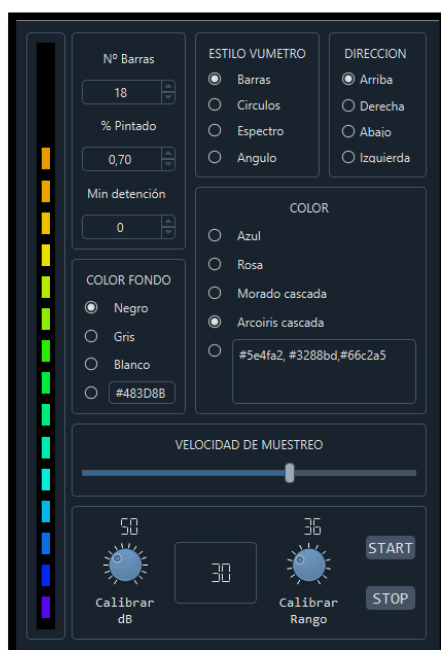 Nº Barras
18
% Pintado
0,70
Min detención
0
ESTILO VUMETRO
Barras
Circulos
Espectro
Angulo
DIRECCION
Arriba
Derecha
Abajo
Izquierda
COLOR FONDO
Negro
Gris
Blanco
#483D8B
COLOR
Azul
Rosa
Morado cascada
Arcoiris cascada
#5e4fa2, #3288bd,#66c2a5
VELOCIDAD DE MUESTREO
50
Calibrar
dB
30
36
Calibrar
Rango
START
STOP